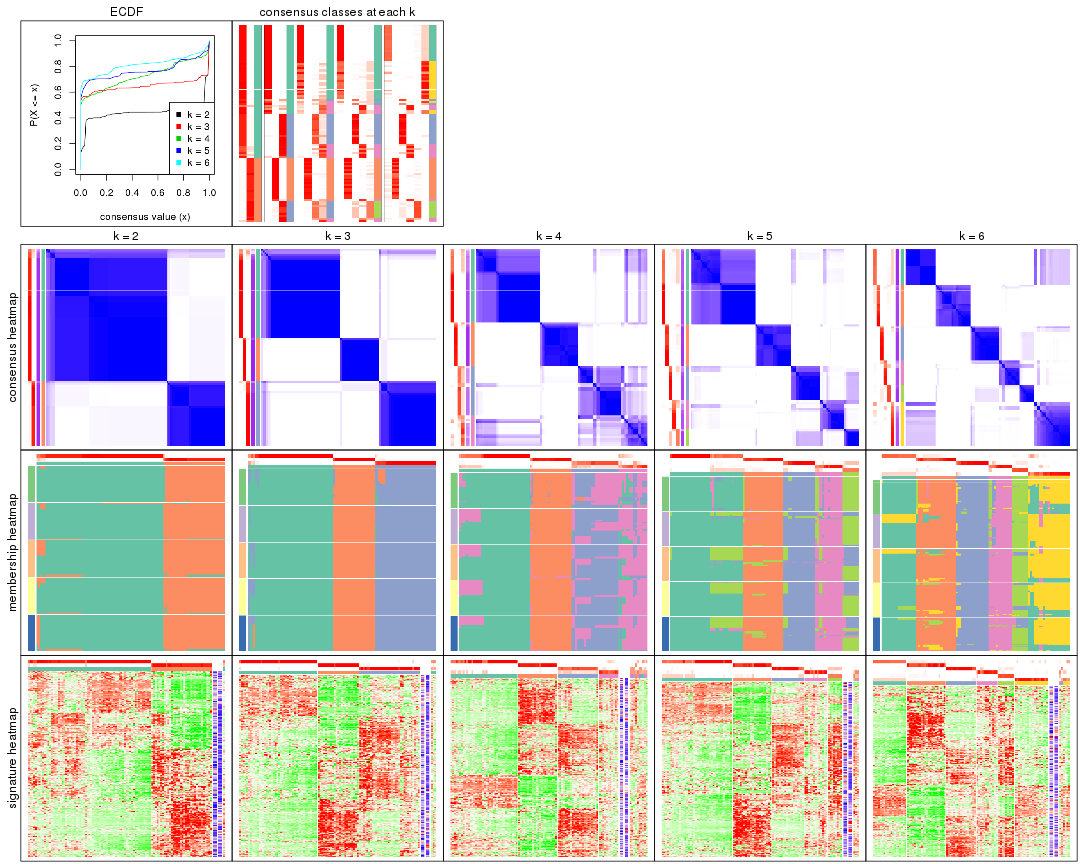 ECDF
consensus classes at each k
P(X <= x)
1.0
0.8
0.6
0.4
0.2
0.0
k = 2
k = 3
k = 4
k = 5
k = 6
0.0 0.2 0.4 0.6 0.8 1.0
consensus value (x)
k = 2 k = 3 k = 4 k = 5 k = 6
consensus heatmap
membership heatmap
signature heatmap